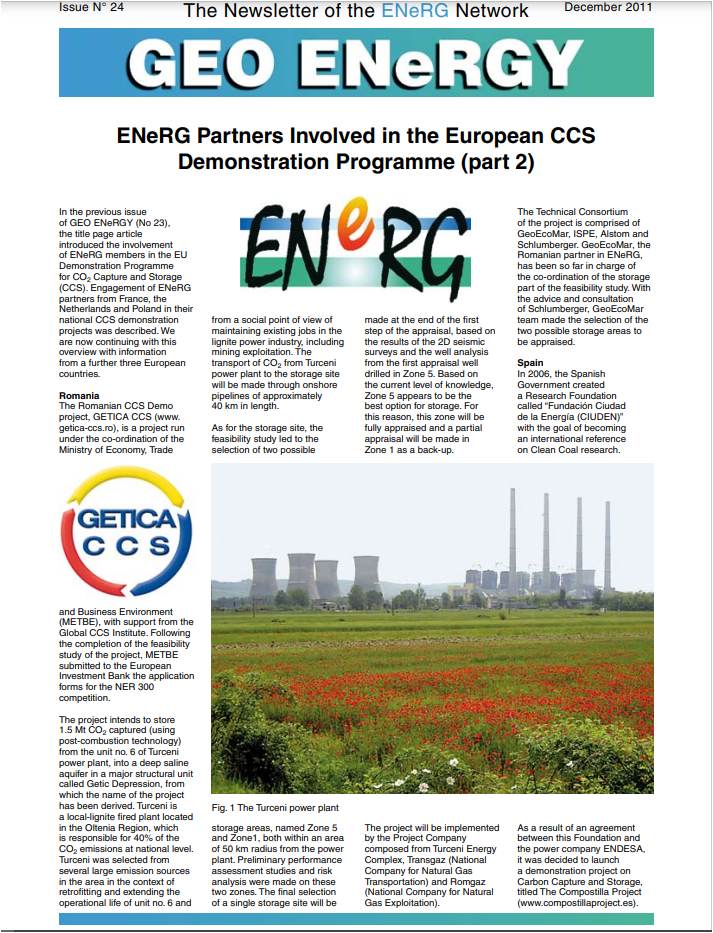 Issue N° 24
The Newsletter of the ENeRG Network
December 2011
GEO ENeRGY
ENeRG Partners Involved in the European CCS
Demonstration Programme (part 2)
In the previous issue
of GEO ENeRGY (No 23),
the title page article
introduced the involvement
of ENeRG members in the EU
Demonstration Programme
for CO2 Capture and Storage
(CCS). Engagement of ENeRG
partners from France, the
Netherlands and Poland in their
national CCS demonstration
projects was described. We
are now continuing with this
overview with information
from a further three European
countries.
Romania
The Romanian CCS Demo
project, GETICA CCS (www.
getica-ccs.ro), is a project run
under the co-ordination of the
Ministry of Economy, Trade
GETICA
CCS
and Business Environment
(METBE), with support from the
Global CCS Institute. Following
the completion of the feasibility
study of the project, METBE
submitted to the European
Investment Bank the application
forms for the NER 300
competition.
The project intends to store
1.5 Mt CO2 captured (using
post-combustion technology)
from the unit no. 6 of Turceni
power plant, into a deep saline
aquifer in a major structural unit
called Getic Depression, from
which the name of the project
has been derived. Turceni is
a local-lignite fired plant located
in the Oltenia Region, which
is responsible for 40% of the
CO2 emissions at national level.
Turceni was selected from
several large emission sources
in the area in the context of
retrofitting and extending the
operational life of unit no. 6 and
ENeRG
from a social point of view of
maintaining existing jobs in the
lignite power industry, including
mining exploitation. The
transport of CO2 from Turceni
power plant to the storage site
will be made through onshore
pipelines of approximately
40 km in length.
As for the storage site, the
feasibility study led to the
selection of two possible
Fig. 1 The Turceni power plant
storage areas, named Zone 5
and Zone1, both within an area
of 50 km radius from the power
plant. Preliminary performance
assessment studies and risk
analysis were made on these
two zones. The final selection
of a single storage site will be
made at the end of the first
step of the appraisal, based on
the results of the 2D seismic
surveys and the well analysis
from the first appraisal well
drilled in Zone 5. Based on
the current level of knowledge,
Zone 5 appears to be the
best option for storage. For
this reason, this zone will be
fully appraised and a partial
appraisal will be made in
Zone 1 as a back-up.
The project will be implemented
by the Project Company
composed from Turceni Energy
Complex, Transgaz (National
Company for Natural Gas
Transportation) and Romgaz
(National Company for Natural
Gas Exploitation).
The Technical Consortium
of the project is comprised of
GeoEcoMar, ISPE, Alstom and
Schlumberger. GeoEcoMar, the
Romanian partner in ENeRG,
has been so far in charge of
the co-ordination of the storage
part of the feasibility study. With
the advice and consultation
of Schlumberger, GeoEcoMar
team made the selection of the
two possible storage areas to
be appraised.
Spain
In 2006, the Spanish
Government created
a Research Foundation
called “Fundación Ciudad
de la Energía (CIUDEN)”
with the goal of becoming
an international reference
on Clean Coal research.
As a result of an agreement
between this Foundation and
the power company ENDESA,
it was decided to launch
a demonstration project on
Carbon Capture and Storage,
titled The Compostilla Project
(www.compostillaproject.es).